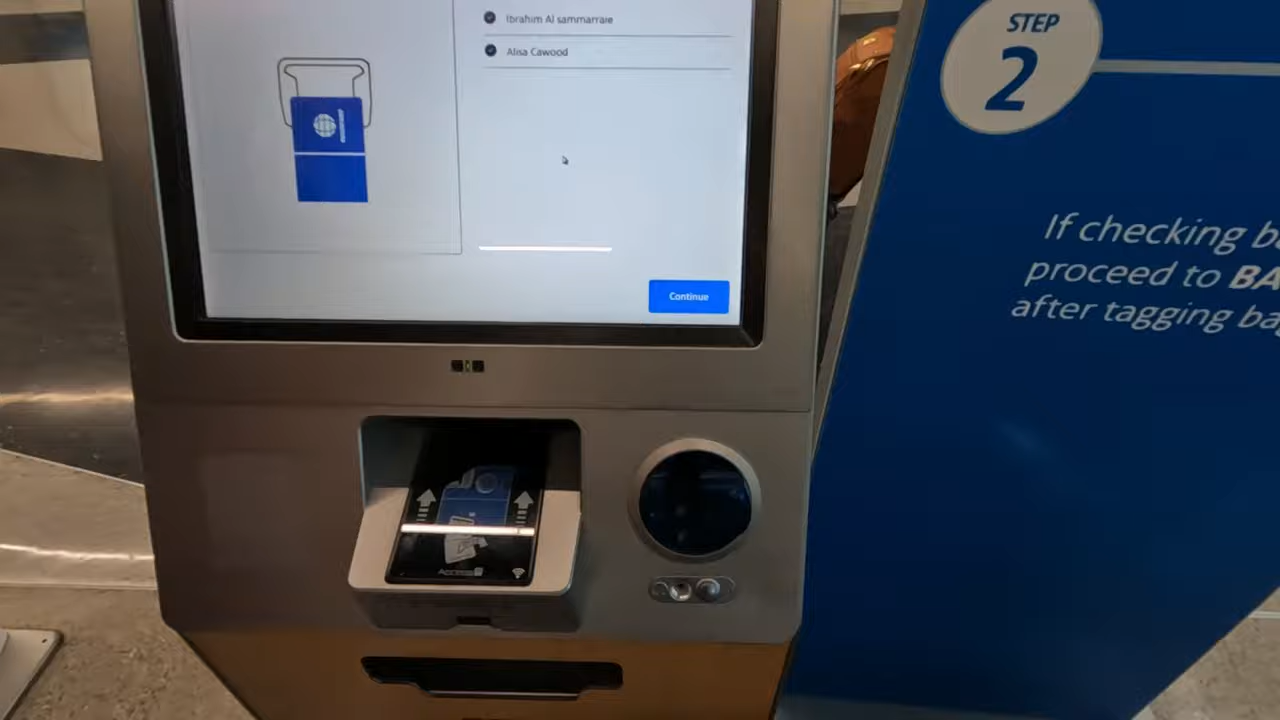 Ibrahim Al sammarraie
Alisa Cawood
Continue
STEP
2
If checking b
proceed to BA
after tagging ba